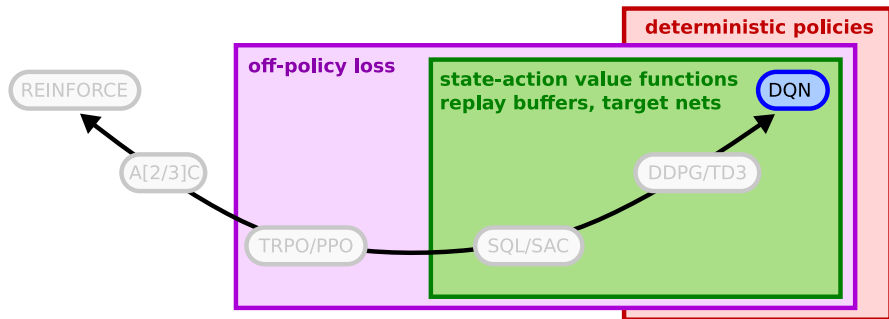 deterministic policies
off-policy loss
state-action value functions
replay buffers, target nets
REINFORCE
DQN
A[2/3]C
DDPG/TD3
TRPO/PPO
SQL/SAC